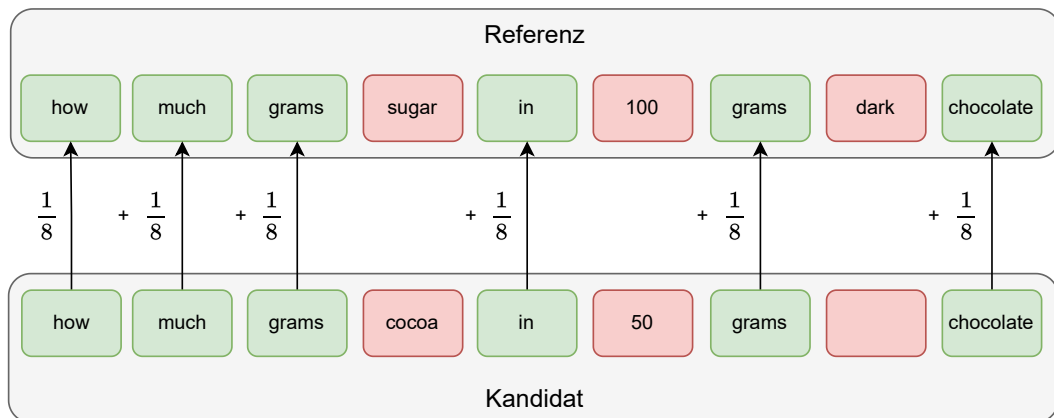 Referenz
how much grams sugar in 100 grams dark chocolate
1/8 + 1/8 + 1/8 + 1/8 + 1/8 + 1/8
how much grams cocoa in 50 grams chocolate
Kandidat